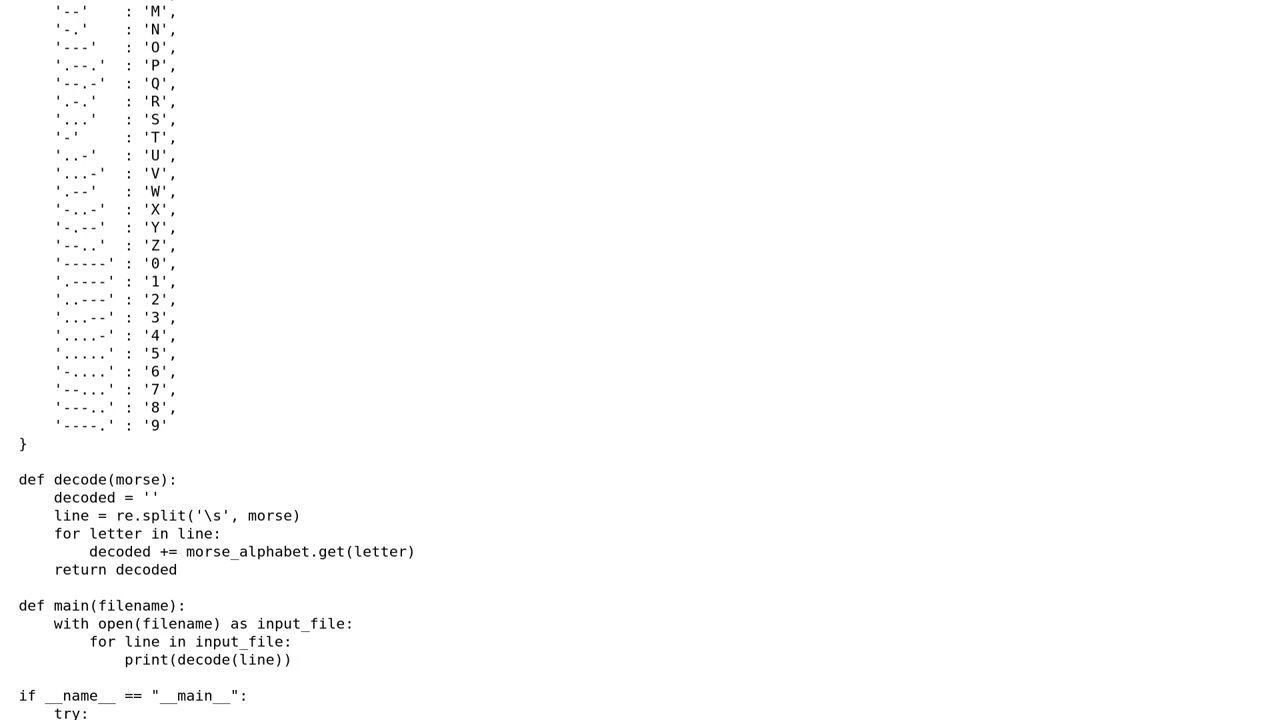 '--'    : 'M',
    '-.'    : 'N',
    '---'   : 'O',
    '.--.'  : 'P',
    '--.-'  : 'Q',
    '.-.'   : 'R',
    '...'   : 'S',
    '-'     : 'T',
    '..-'   : 'U',
    '...-'  : 'V',
    '.--'   : 'W',
    '-..-'  : 'X',
    '-.--'  : 'Y',
    '--..'  : 'Z',
    '-----' : '0',
    '.----' : '1',
    '..---' : '2',
    '...--' : '3',
    '....-' : '4',
    '.....' : '5',
    '-....' : '6',
    '--...' : '7',
    '---..' : '8',
    '----.' : '9'
}

def decode(morse):
    decoded = ''
    line = re.split('\s', morse)
    for letter in line:
        decoded += morse_alphabet.get(letter)
    return decoded

def main(filename):
    with open(filename) as input_file:
        for line in input_file:
            print(decode(line))

if __name__ == "__main__":
    try: